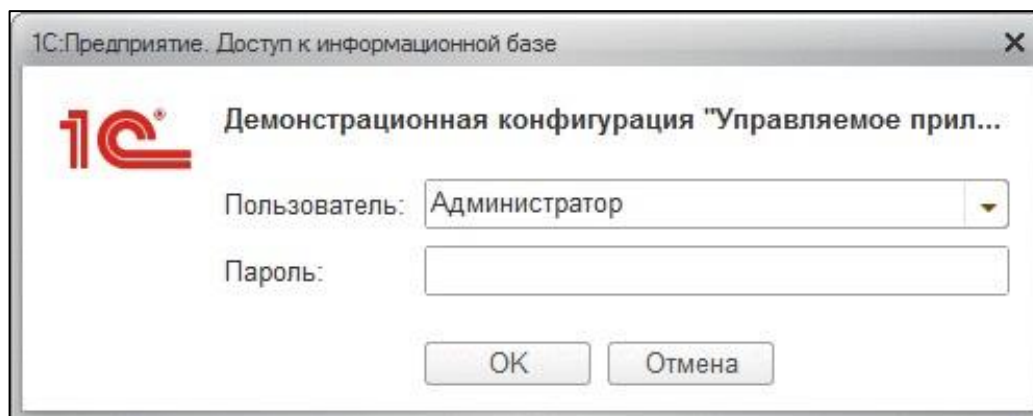 1С:Предприятие. Доступ к информационной базе
1С®
Демонстрационная конфигурация "Управляемое прил...
Пользователь: Администратор
Пароль:
OK Отмена